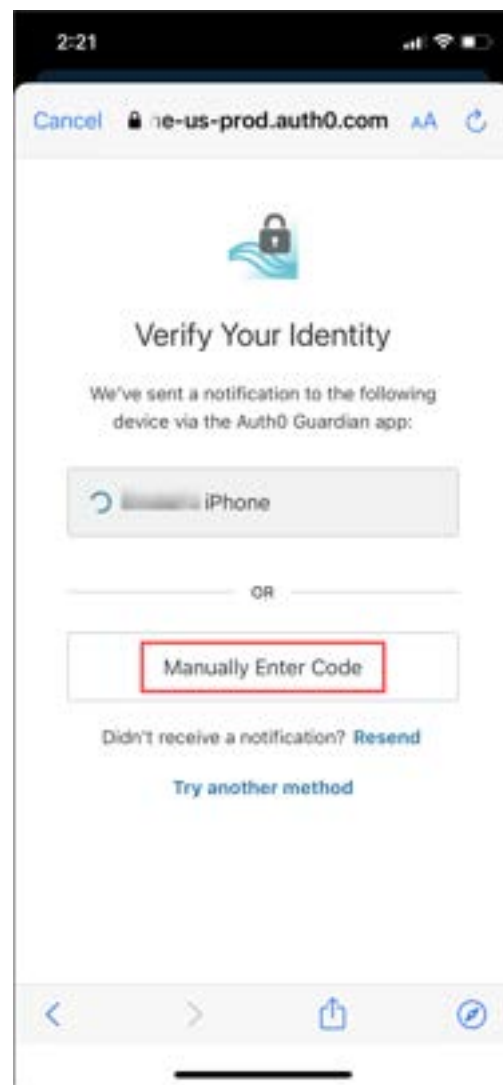 2:21
Cancel ne-us-prod.auth0.com AA
Verify Your Identity
We've sent a notification to the following
device via the Auth0 Guardian app:
iPhone
OR
Manually Enter Code
Didn't receive a notification? Resend
Try another method